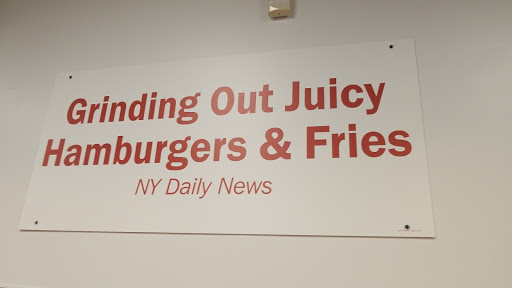 Grinding Out Juicy
Hamburgers & Fries
NY Daily News